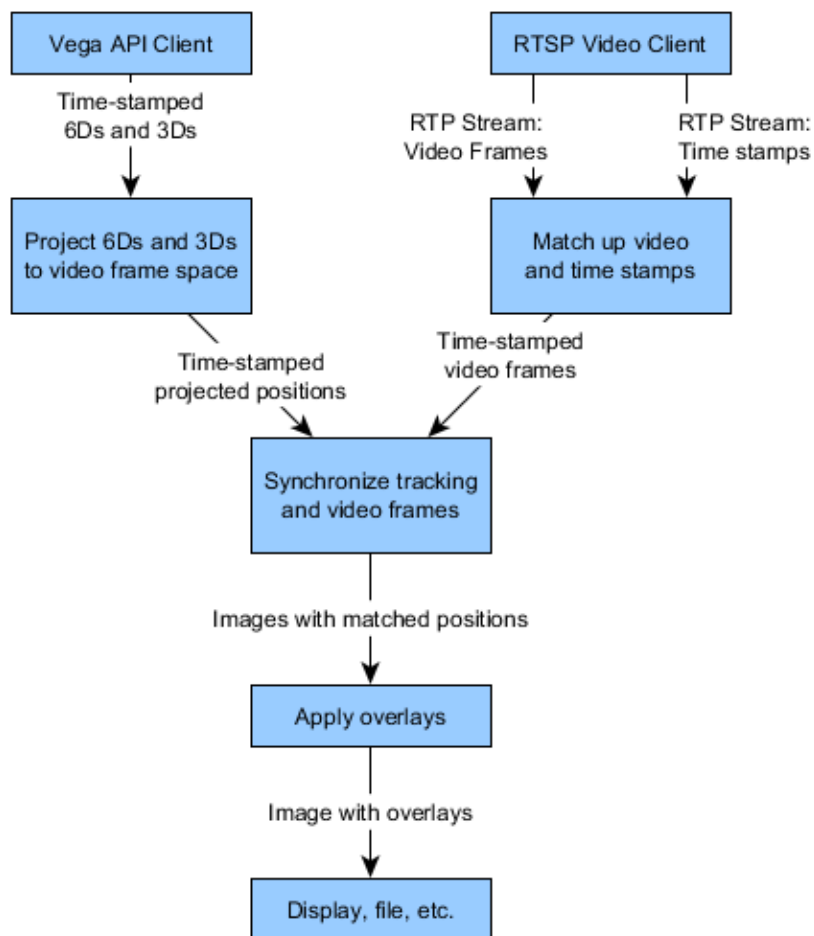 Vega API Client
RTSP Video Client
Time-stamped
6Ds and 3Ds
RTP Stream:
Video Frames
RTP Stream:
Time stamps
Project 6Ds and 3Ds
to video frame space
Match up video
and time stamps
Time-stamped
projected positions
Time-stamped
video frames
Synchronize tracking
and video frames
Images with matched positions
Apply overlays
Image with overlays
Display, file, etc.